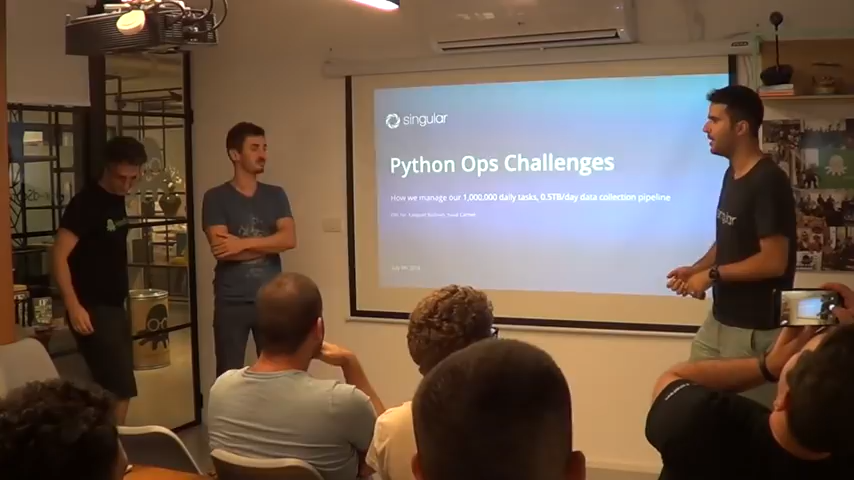 singular
Python Ops Challenges
How we manage our 1,000,000 daily tasks, 0.5TB/day data collection pipeline